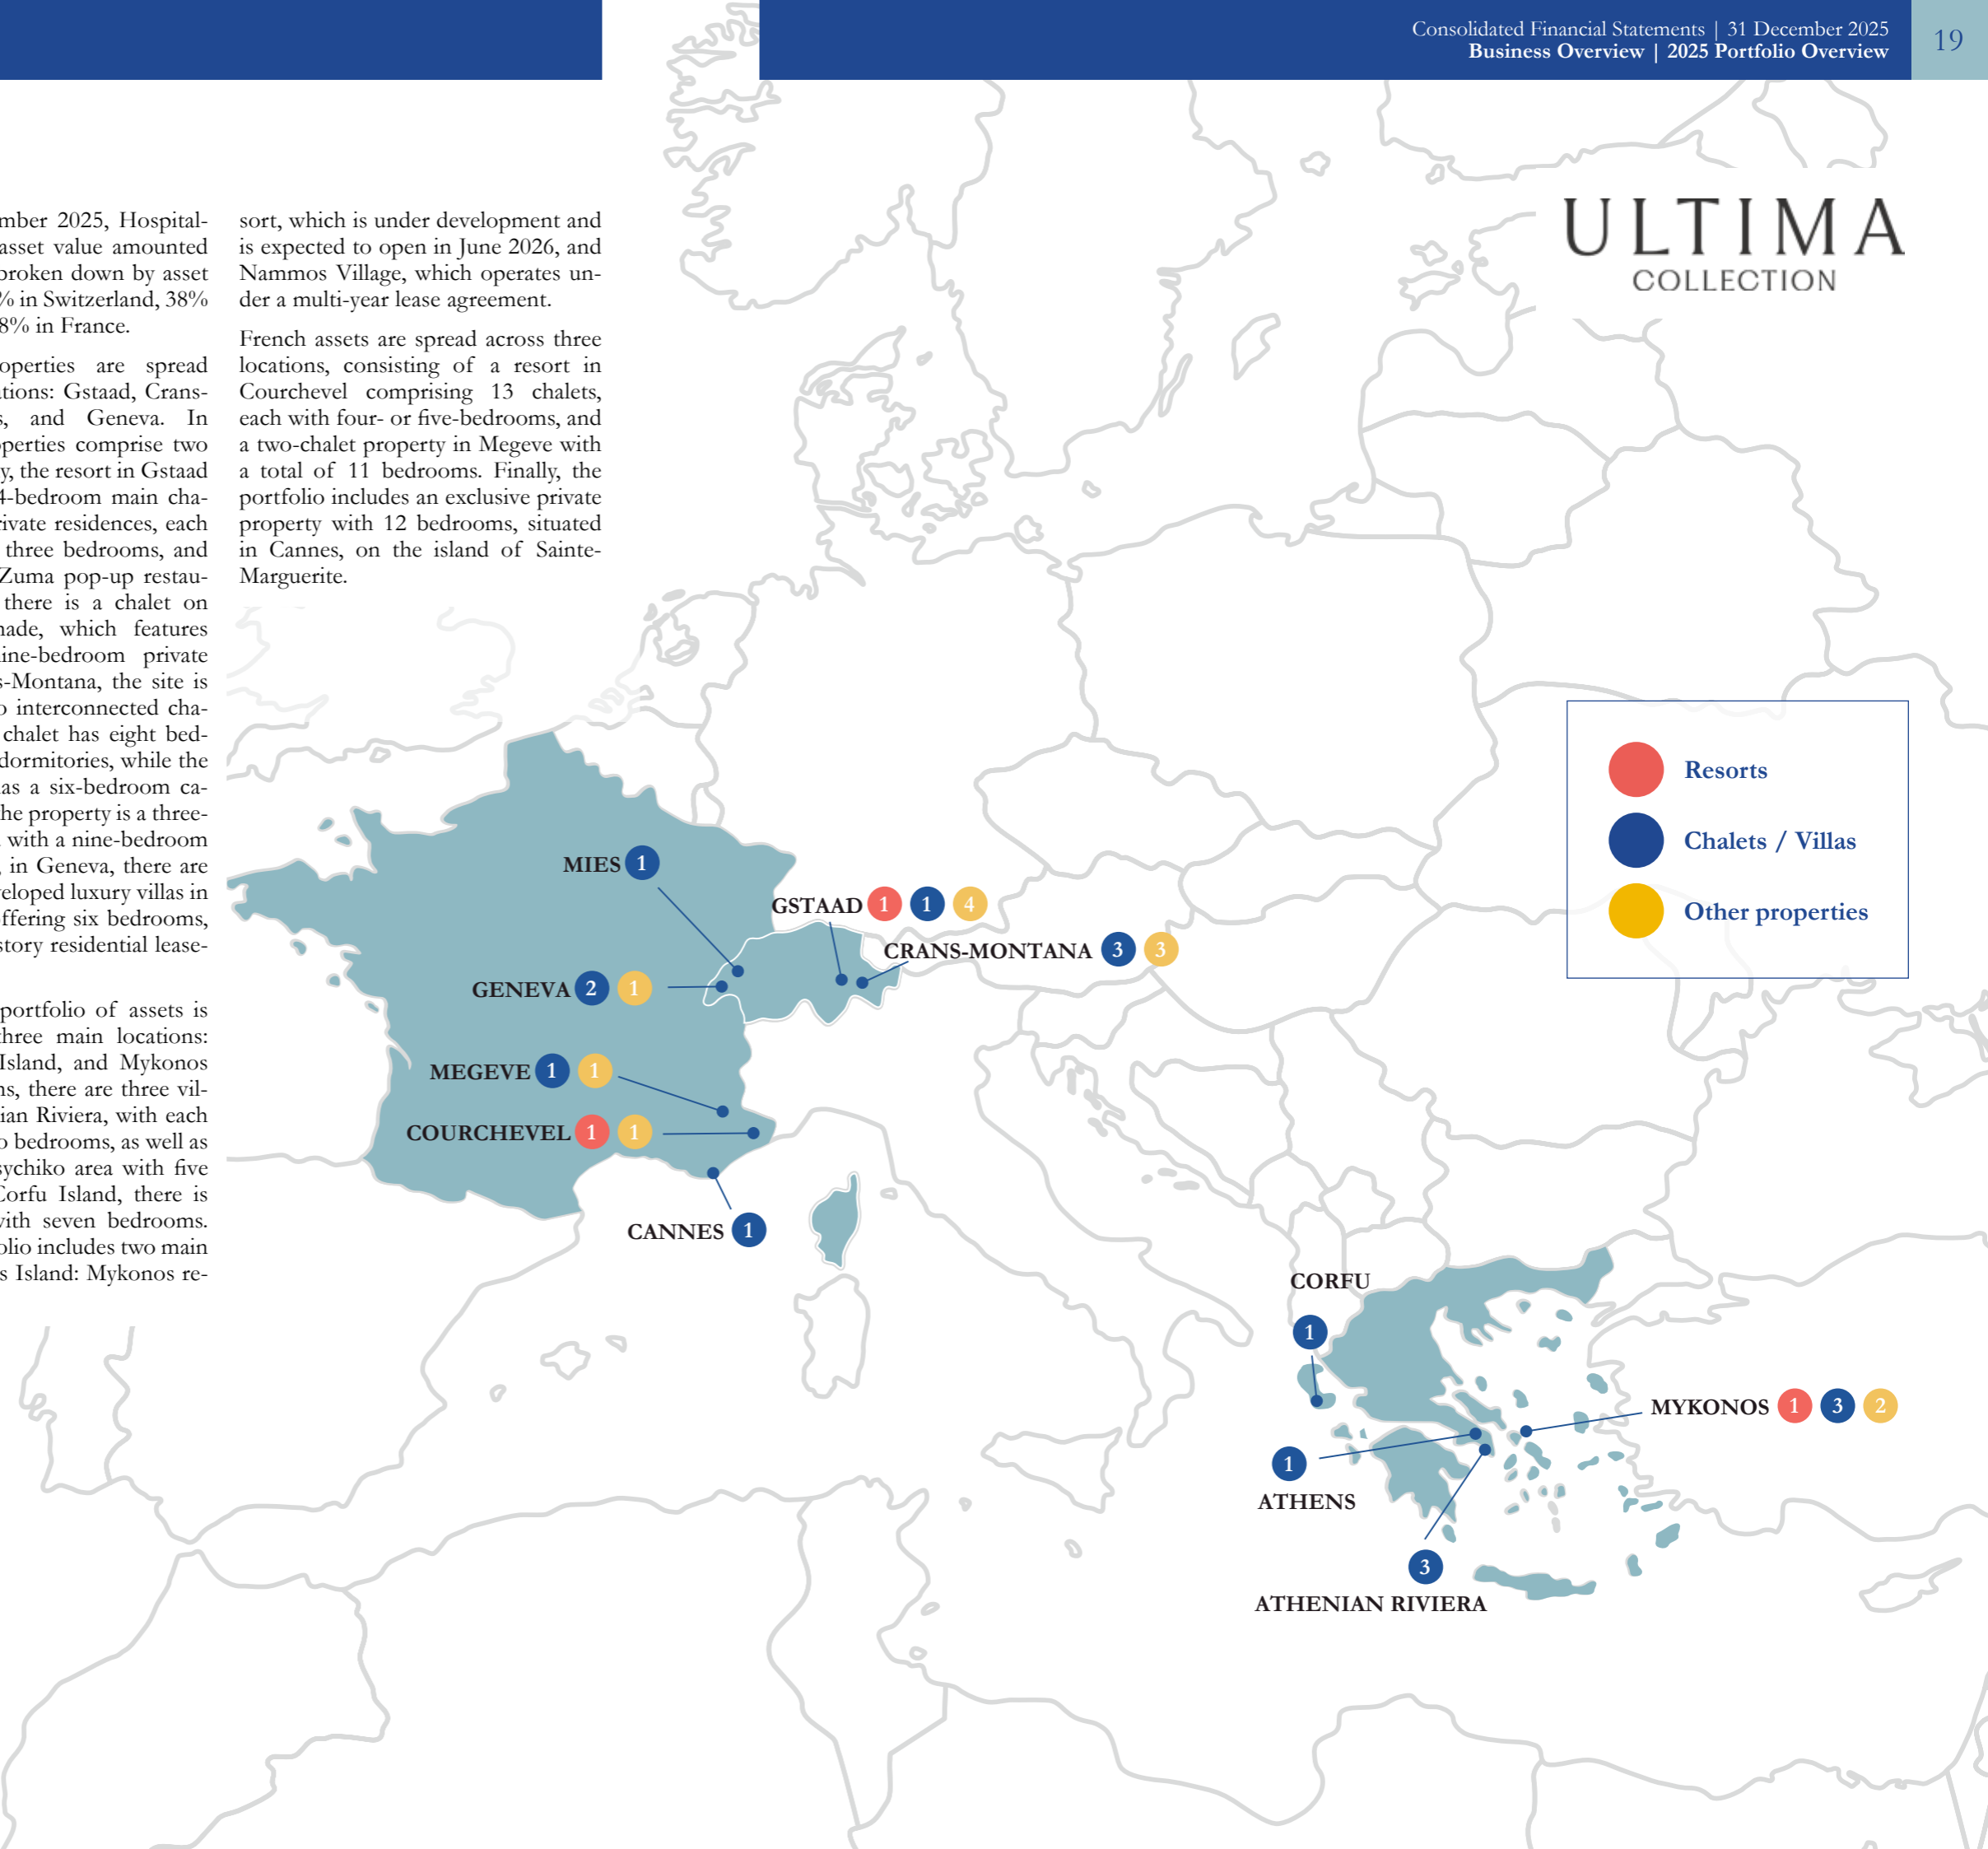 Consolidated Financial Statements | 31 December 2025
Business Overview | 2025 Portfolio Overview
19
mber 2025, Hospital-
asset value amounted
broken down by asset
% in Switzerland, 38%
8% in France.
operties are spread
ations: Gstaad, Crans-
s, and Geneva. In
operties comprise two
y, the resort in Gstaad
4-bedroom main cha-
rivate residences, each
three bedrooms, and
Zuma pop-up restau-
there is a chalet on
nade, which features
nine-bedroom private
s-Montana, the site is
o interconnected cha-
chalet has eight bed-
dormitories, while the
as a six-bedroom ca-
he property is a three-
with a nine-bedroom
, in Geneva, there are
veloped luxury villas in
offering six bedrooms,
story residential lease-
portfolio of assets is
three main locations:
Island, and Mykonos
ns, there are three vil-
ian Riviera, with each
o bedrooms, as well as
sychiko area with five
Corfu Island, there is
with seven bedrooms.
olio includes two main
s Island: Mykonos re-
sort, which is under development and
is expected to open in June 2026, and
Nammos Village, which operates un-
der a multi-year lease agreement.
French assets are spread across three
locations, consisting of a resort in
Courchevel comprising 13 chalets,
each with four- or five-bedrooms, and
a two-chalet property in Megeve with
a total of 11 bedrooms. Finally, the
portfolio includes an exclusive private
property with 12 bedrooms, situated
in Cannes, on the island of Sainte-
Marguerite.
ULTIMA
COLLECTION
Resorts
Chalets / Villas
Other properties
MIES 1
GSTAAD 1 1 4
CRANS-MONTANA 3 3
GENEVA 2 1
MEGEVE 1 1
COURCHEVEL 1 1
CANNES 1
CORFU
1
MYKONOS 1 3 2
1
ATHENS
3
ATHENIAN RIVIERA